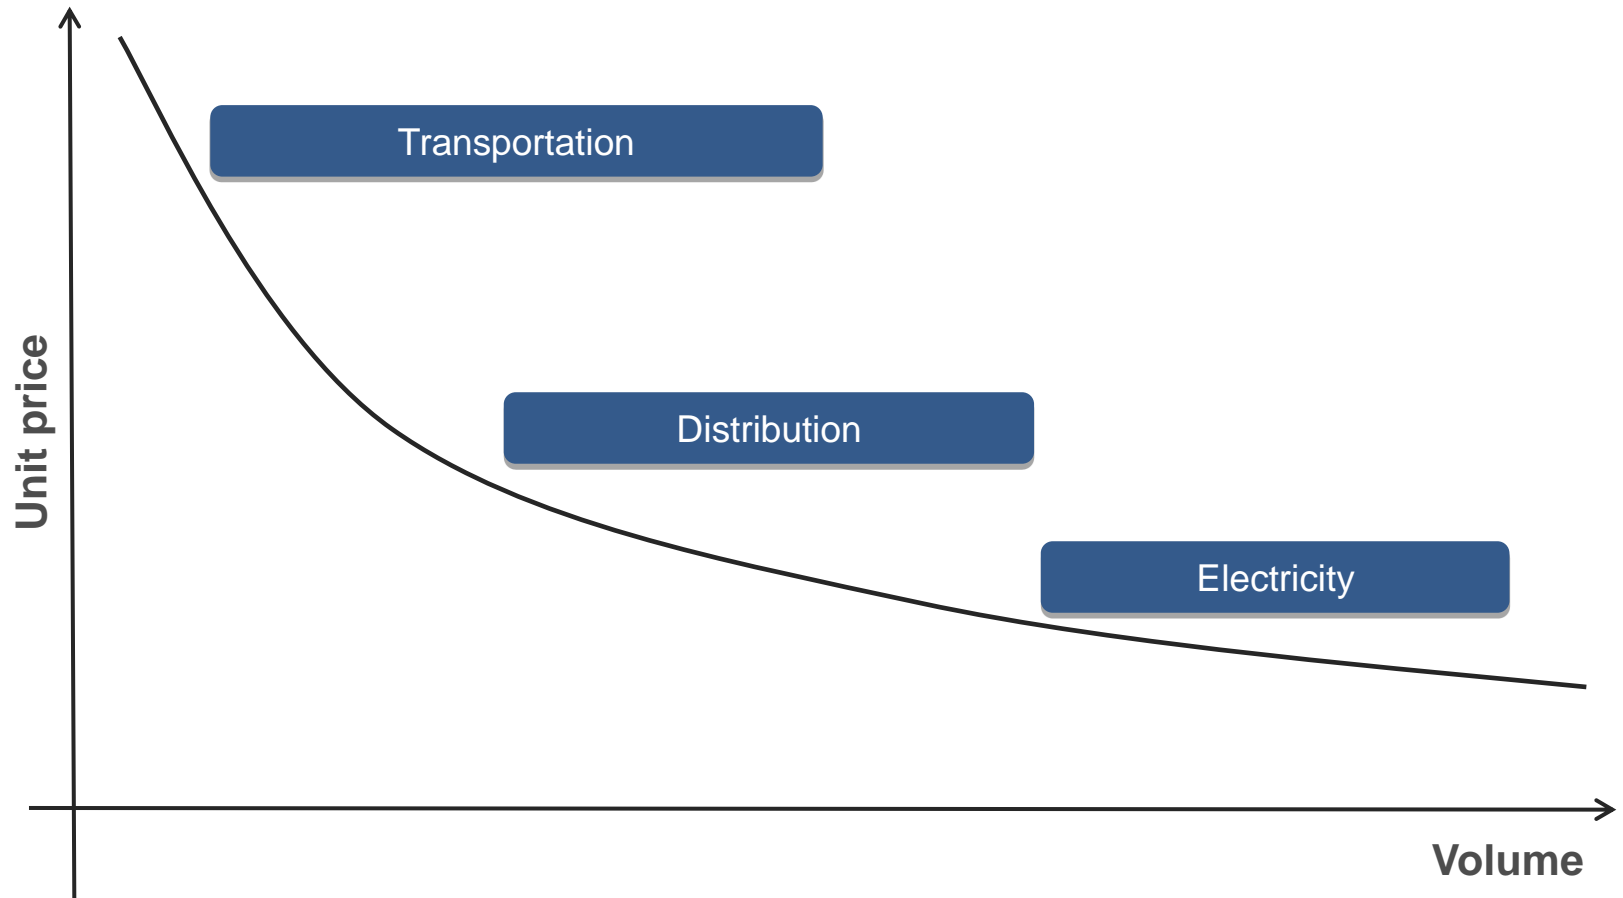 Transportation
Unit price
Distribution
Electricity
Volume